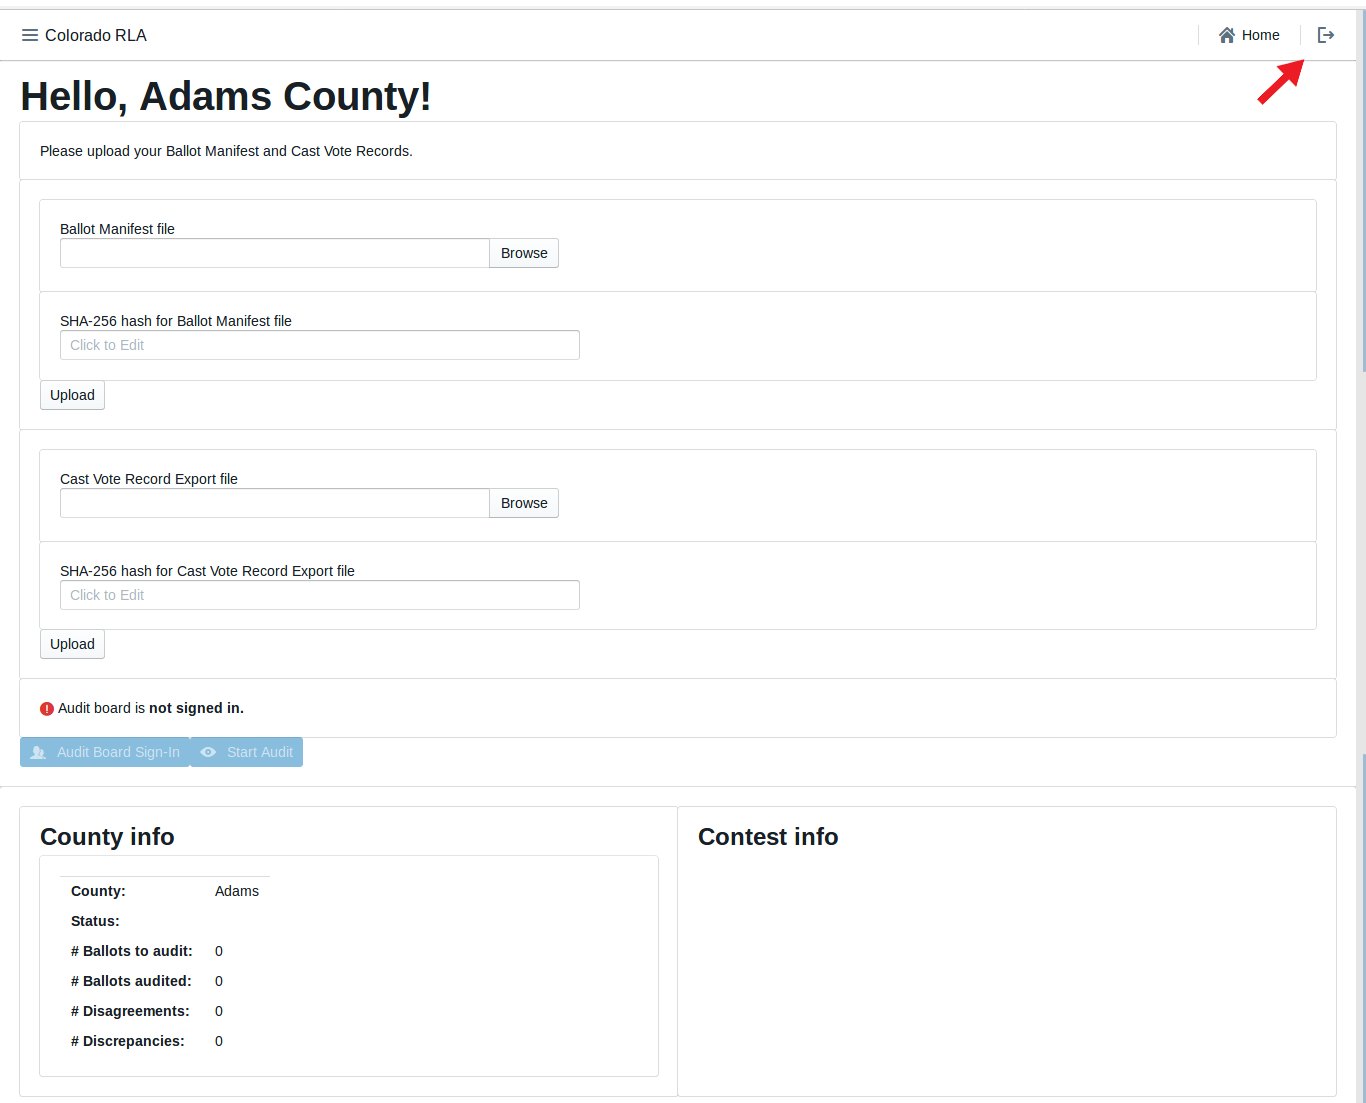 Colorado RLA
Home
Hello, Adams County!
Please upload your Ballot Manifest and Cast Vote Records.
Ballot Manifest file
Browse
SHA-256 hash for Ballot Manifest file
Click to Edit
Upload
Cast Vote Record Export file
Browse
SHA-256 hash for Cast Vote Record Export file
Click to Edit
Upload
Audit board is not signed in.
Audit Board Sign-In Start Audit
County info
County: Adams
Status:
# Ballots to audit: 0
# Ballots audited: 0
# Disagreements: 0
# Discrepancies: 0
Contest info